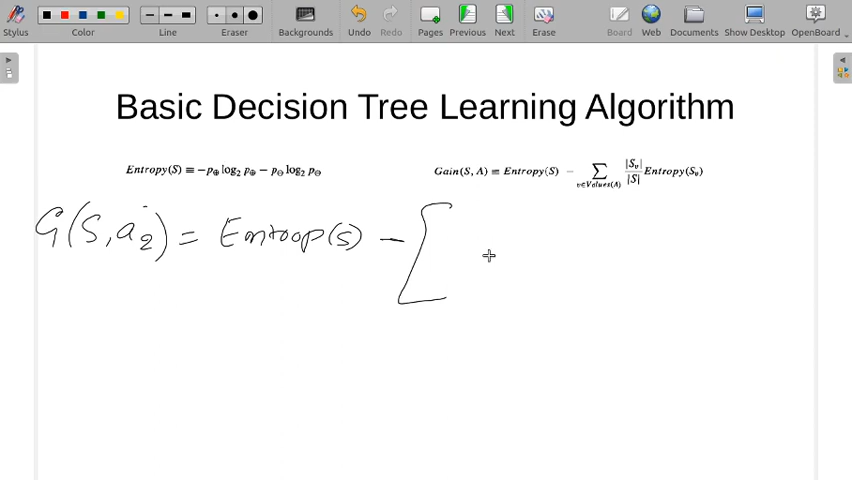 Stylus Color Line Eraser Backgrounds Undo Redo Pages Previous Next Erase Board Web Documents Show Desktop OpenBoard
Basic Decision Tree Learning Algorithm
Entropy(S) ≡ −p⊕ log₂ p⊕ − p⊖ log₂ p⊖
Gain(S, A) ≡ Entropy(S) − ∑ v∈Values(A) |Sᵥ|/|S| Entropy(Sᵥ)
G(S, a₂) = Entrop(s) − [